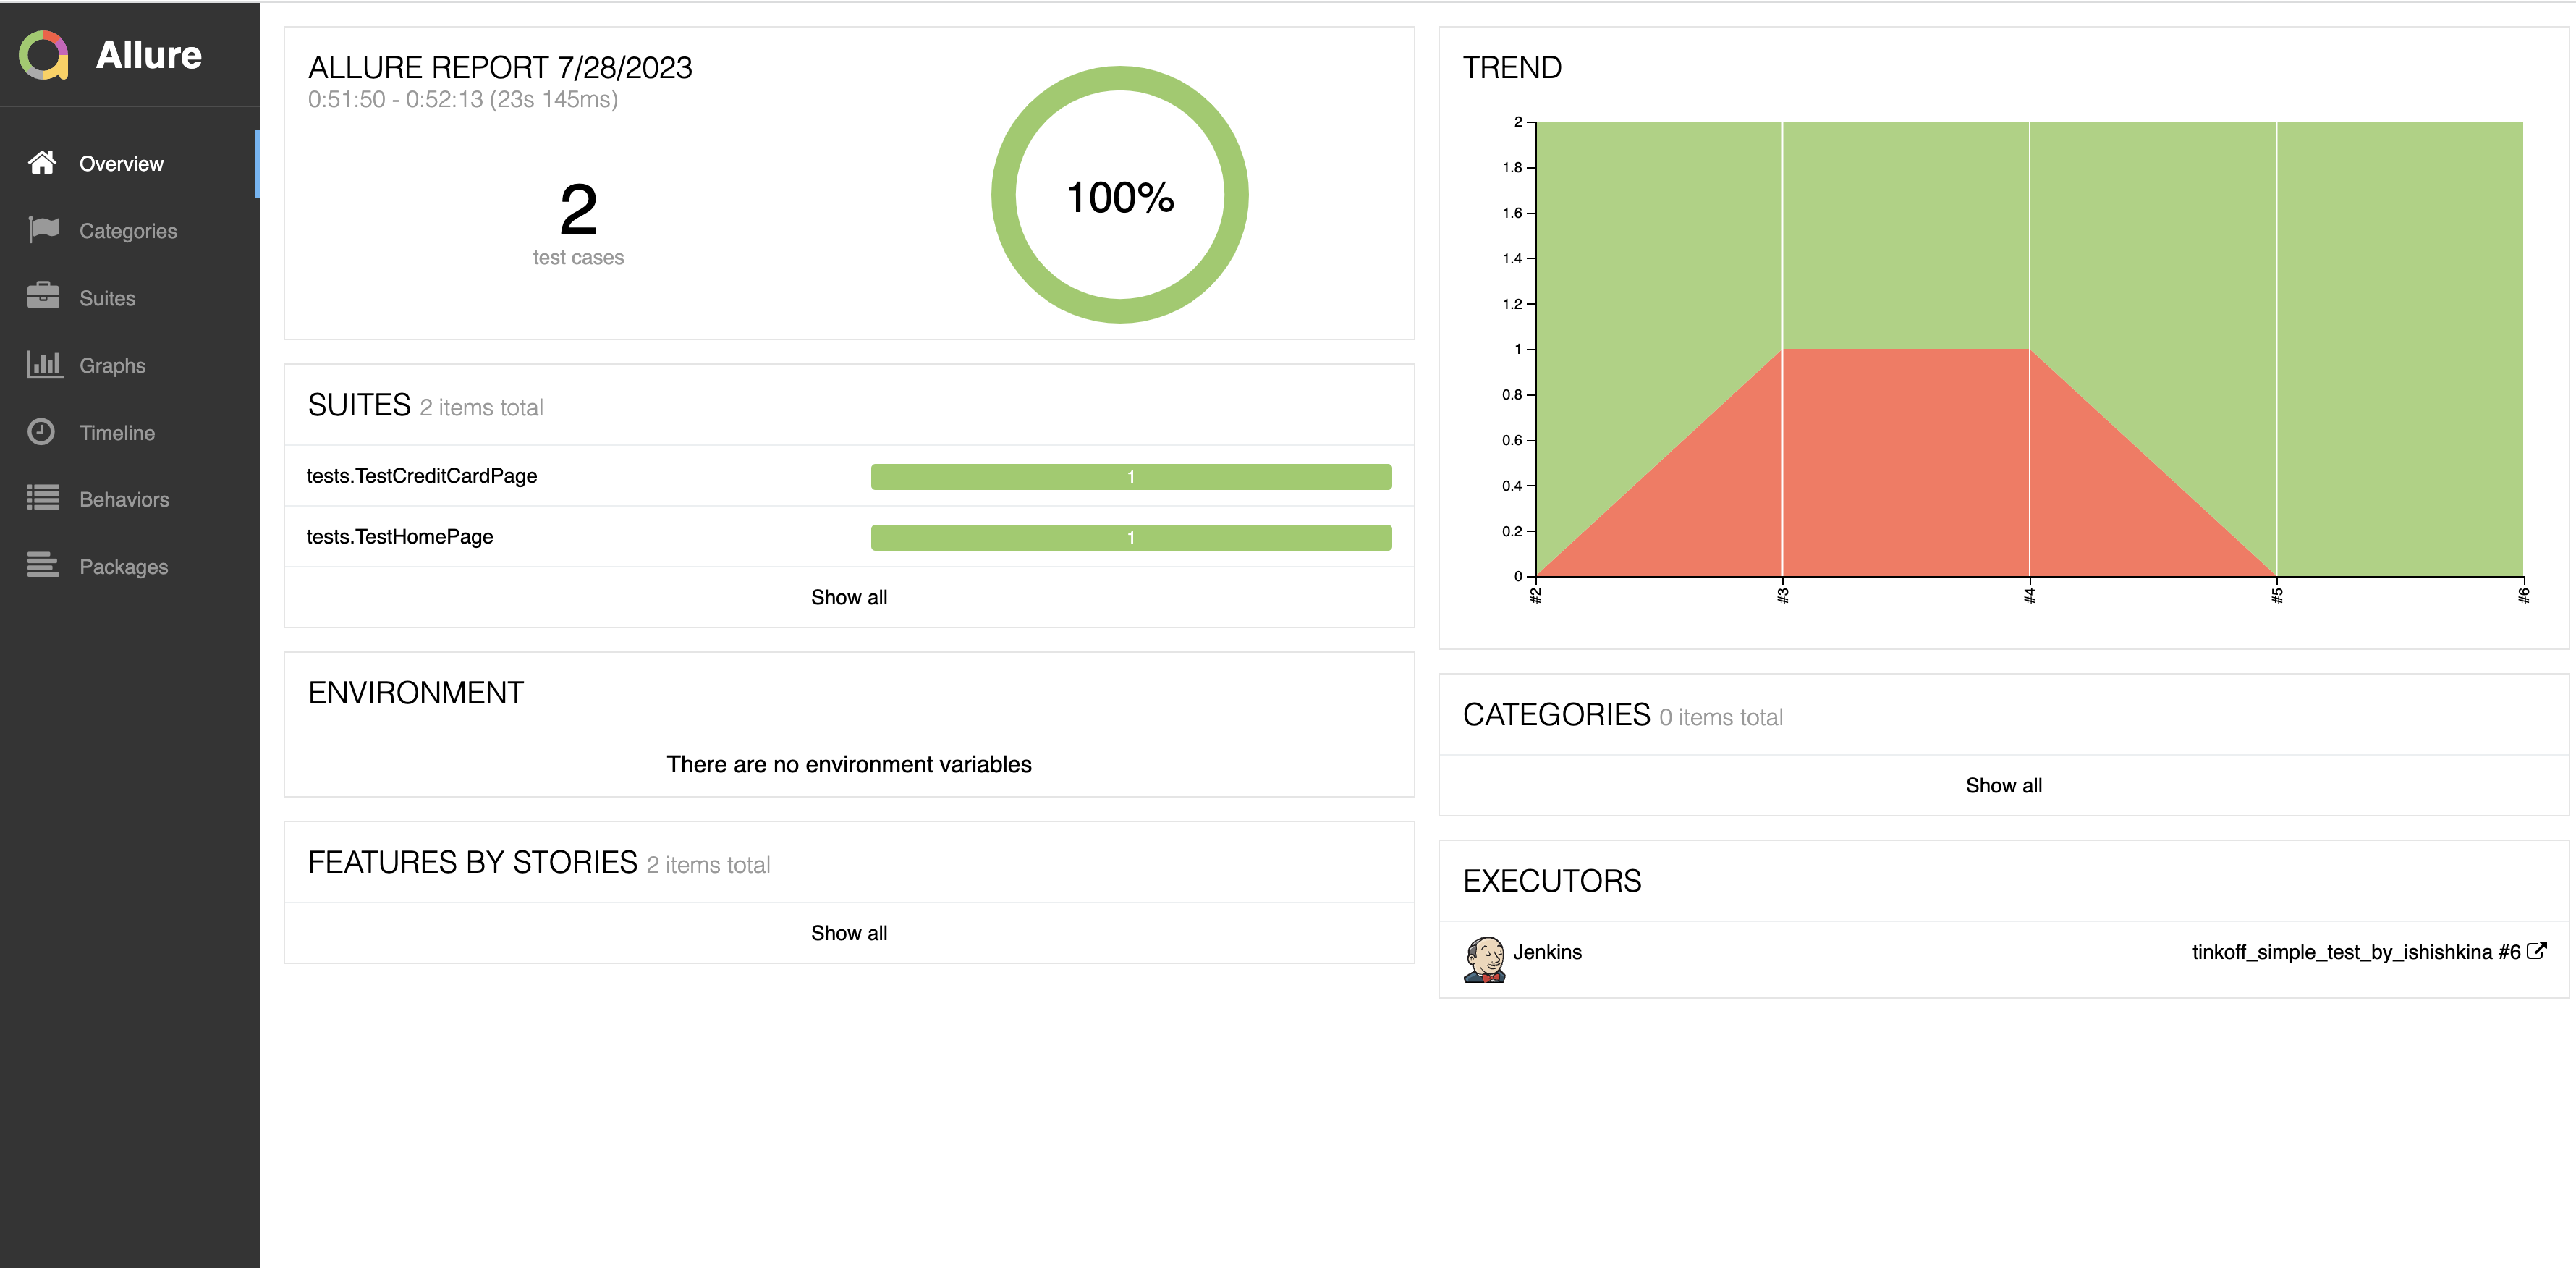 Allure
Overview
Categories
Suites
Graphs
Timeline
Behaviors
Packages
ALLURE REPORT 7/28/2023
0:51:50 - 0:52:13 (23s 145ms)
2
test cases
100%
SUITES 2 items total
tests.TestCreditCardPage 1
tests.TestHomePage 1
Show all
ENVIRONMENT
There are no environment variables
FEATURES BY STORIES 2 items total
Show all
TREND
2
1.8
1.6
1.4
1.2
1
0.8
0.6
0.4
0.2
0
#2 #3 #4 #5 #6
CATEGORIES 0 items total
Show all
EXECUTORS
Jenkins tinkoff_simple_test_by_ishishkina #6